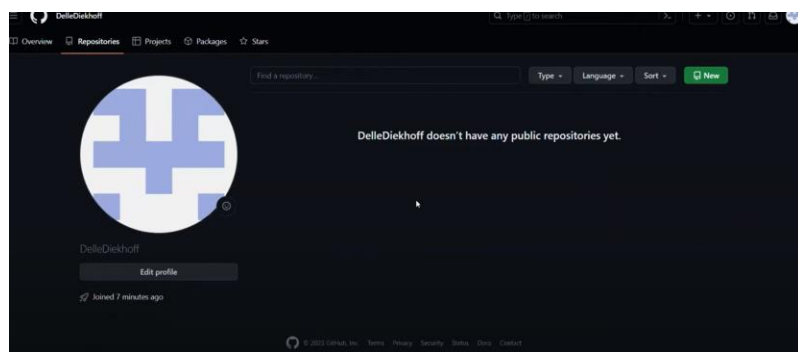 DelleDiekhoff
Type / to search
Overview
Repositories
Projects
Packages
Stars
Find a repository...
Type
Language
Sort
New
DelleDiekhoff doesn't have any public repositories yet.
DelleDiekhoff
Edit profile
Joined 7 minutes ago
© 2023 GitHub, Inc.
Terms
Privacy
Security
Status
Docs
Contact